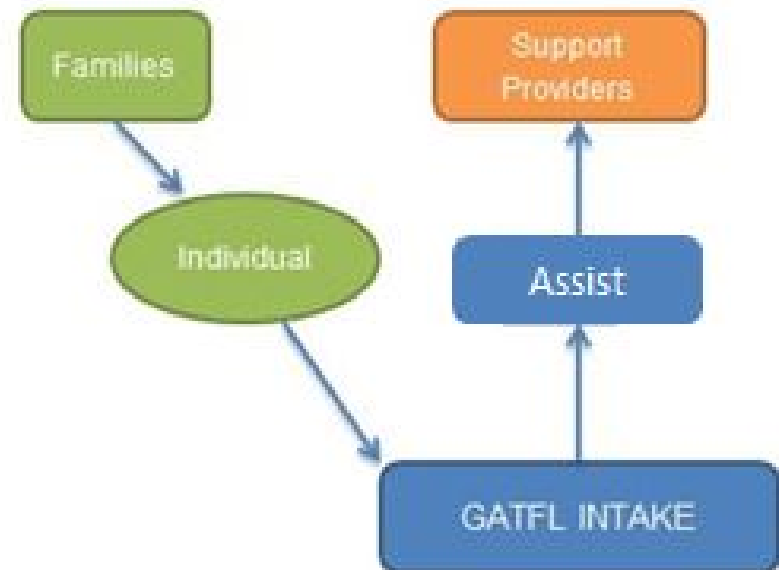 Families
Support
Providers
Individual
Assist
GATFL INTAKE